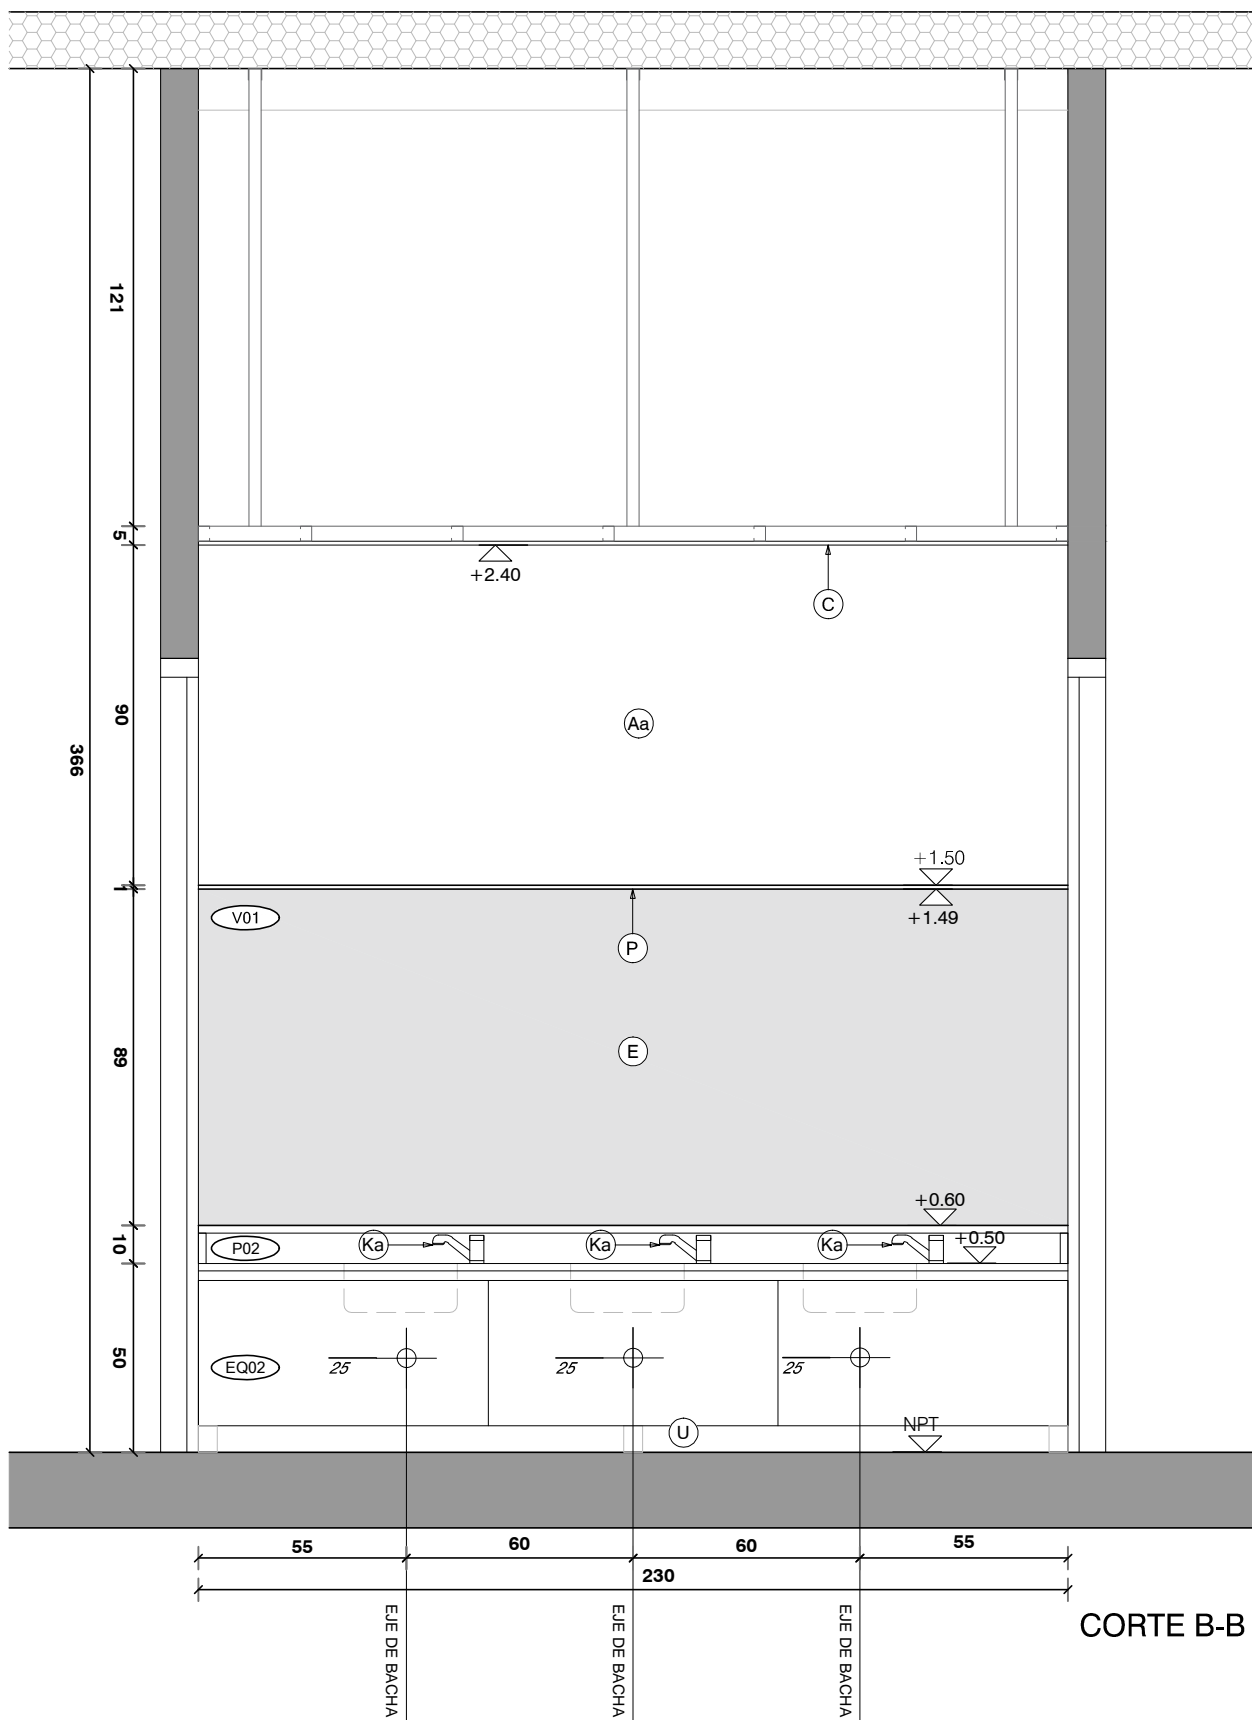 121
5
+2.40
C
90
Aa
366
+1.50
1
V01
+1.49
P
89
E
+0.60
10
P02
Ka
Ka
Ka
+0.50
50
EQ02
25
25
25
U
NPT
55
60
60
55
230
EJE DE BACHA
EJE DE BACHA
EJE DE BACHA
CORTE B-B